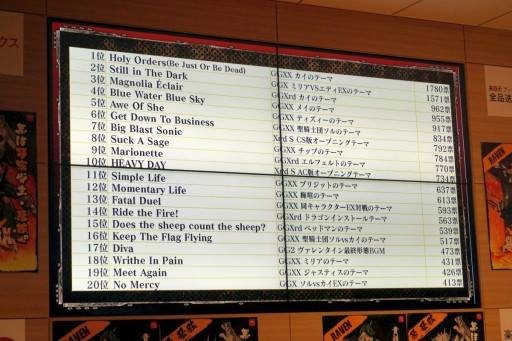 1位 Holy Orders(Be Just Or Be Dead) GGXX カイのテーマ 1780票
2位 Still in The Dark GGX ミリアVSエディEXのテーマ 1571票
3位 Magnolia Éclair GGXrd カイのテーマ 962票
4位 Blue Water Blue Sky GGXX メイのテーマ 955票
5位 Awe Of She GGXX ディズィーのテーマ 917票
6位 Get Down To Business GGXX 聖騎士団ソルのテーマ 834票
7位 Big Blast Sonic Xrd S CS版オープニングテーマ 792票
8位 Suck A Sage GGXX チップのテーマ 784票
9位 Marionette GGXrd エルフェルトのテーマ 770票
10位 HEAVY DAY Xrd S AC版オープニングテーマ 734票
11位 Simple Life GGXX ブリジットのテーマ 637票
12位 Momentary Life GGXX 梅喧のテーマ 613票
13位 Fatal Duel GGXX 同キャラクターEX対戦のテーマ 593票
14位 Ride the Fire! GGXrd ドラゴンインストールテーマ 563票
15位 Does the sheep count the sheep? GGXrd ベッドマンのテーマ 539票
16位 Keep The Flag Flying GGXX 聖騎士団ソルvsカイのテーマ 517票
17位 Diva GG2 ヴァレンタイン最終形態BGM 473票
18位 Writhe In Pain GGXX ミリアのテーマ 431票
19位 Meet Again GGXX ジャスティスのテーマ 426票
20位 No Mercy GGXX ソルvsカイEXのテーマ 413票
RAVEN
RAVEN
RAVEN